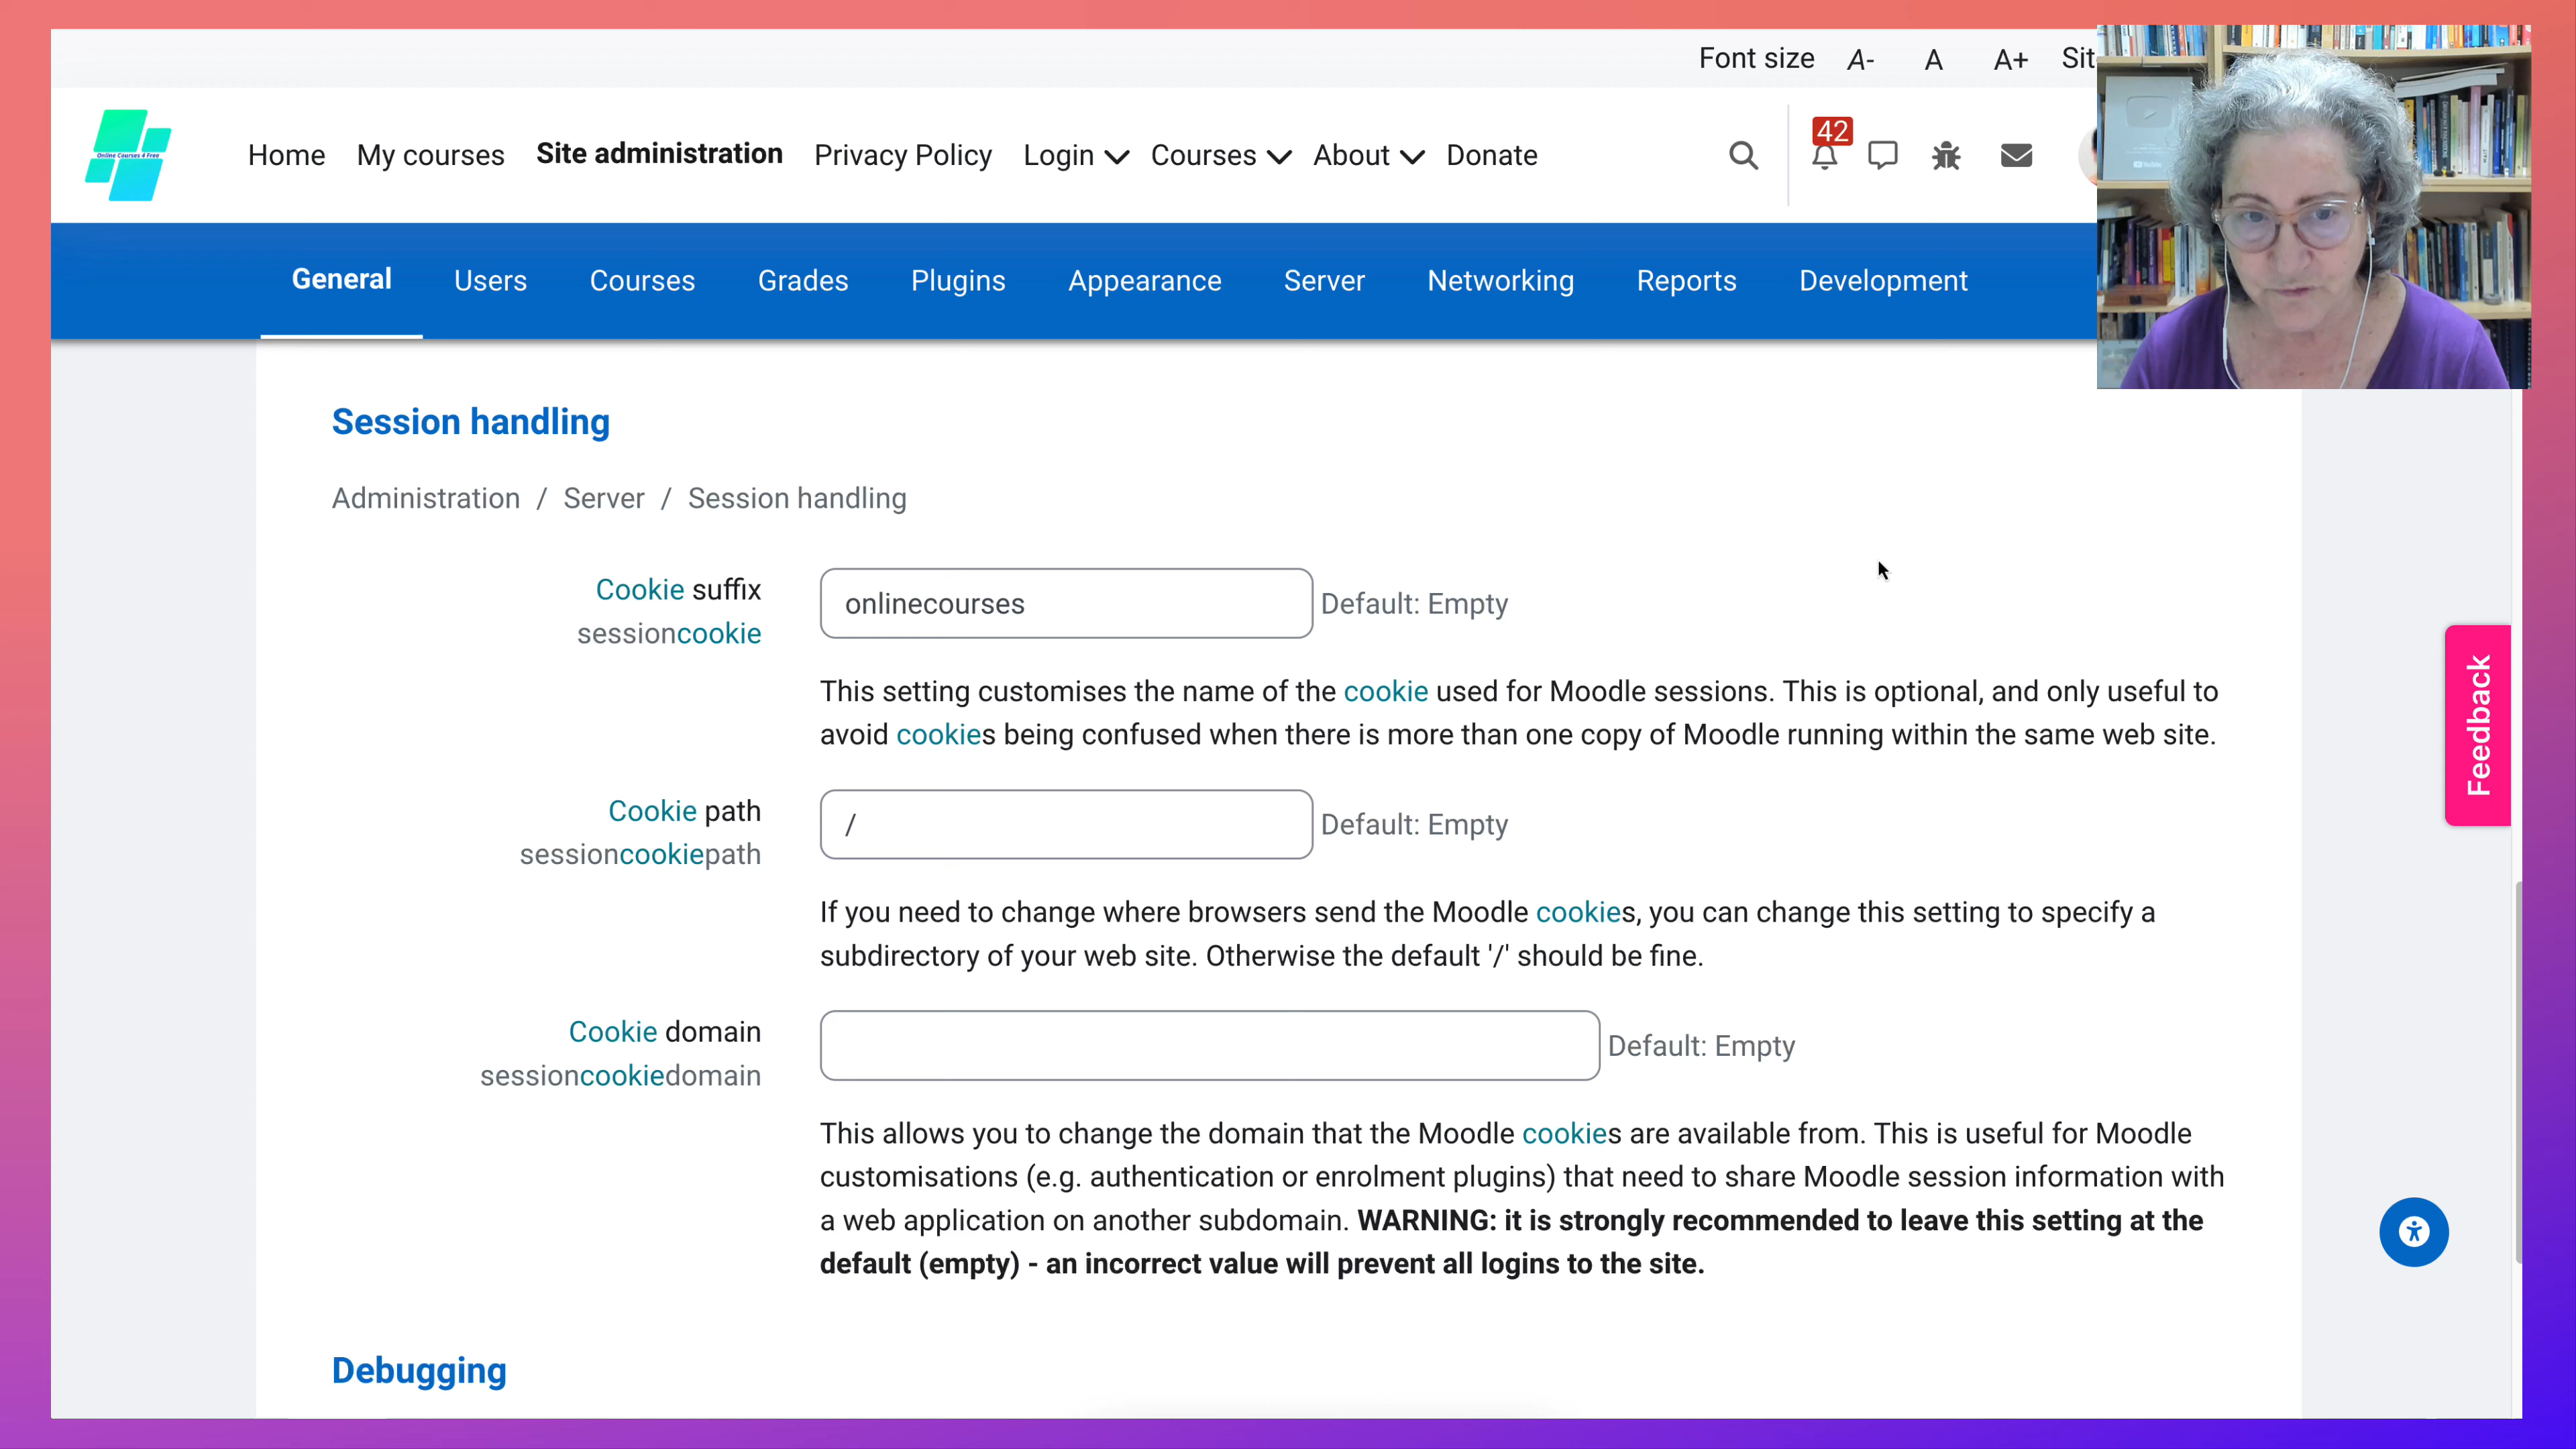 Font size A- A A+ Sit
Online Courses 4 Free
Home My courses Site administration Privacy Policy Login Courses About Donate
42
General Users Courses Grades Plugins Appearance Server Networking Reports Development
Session handling
Administration / Server / Session handling
Cookie suffix
sessioncookie
onlinecourses
Default: Empty
This setting customises the name of the cookie used for Moodle sessions. This is optional, and only useful to
avoid cookies being confused when there is more than one copy of Moodle running within the same web site.
Cookie path
sessioncookiepath
/
Default: Empty
If you need to change where browsers send the Moodle cookies, you can change this setting to specify a
subdirectory of your web site. Otherwise the default '/' should be fine.
Cookie domain
sessioncookiedomain
Default: Empty
This allows you to change the domain that the Moodle cookies are available from. This is useful for Moodle
customisations (e.g. authentication or enrolment plugins) that need to share Moodle session information with
a web application on another subdomain. WARNING: it is strongly recommended to leave this setting at the
default (empty) - an incorrect value will prevent all logins to the site.
Debugging
Feedback